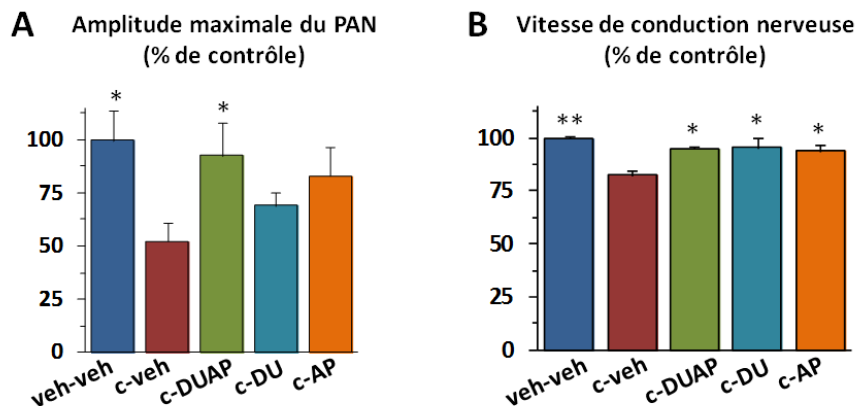 A Amplitude maximale du PAN
(% de contrôle)
* *
100
75
50
25
0
veh-veh c-veh c-DUAP c-DU c-AP
B Vitesse de conduction nerveuse
(% de contrôle)
** * * *
100
75
50
25
0
veh-veh c-veh c-DUAP c-DU c-AP